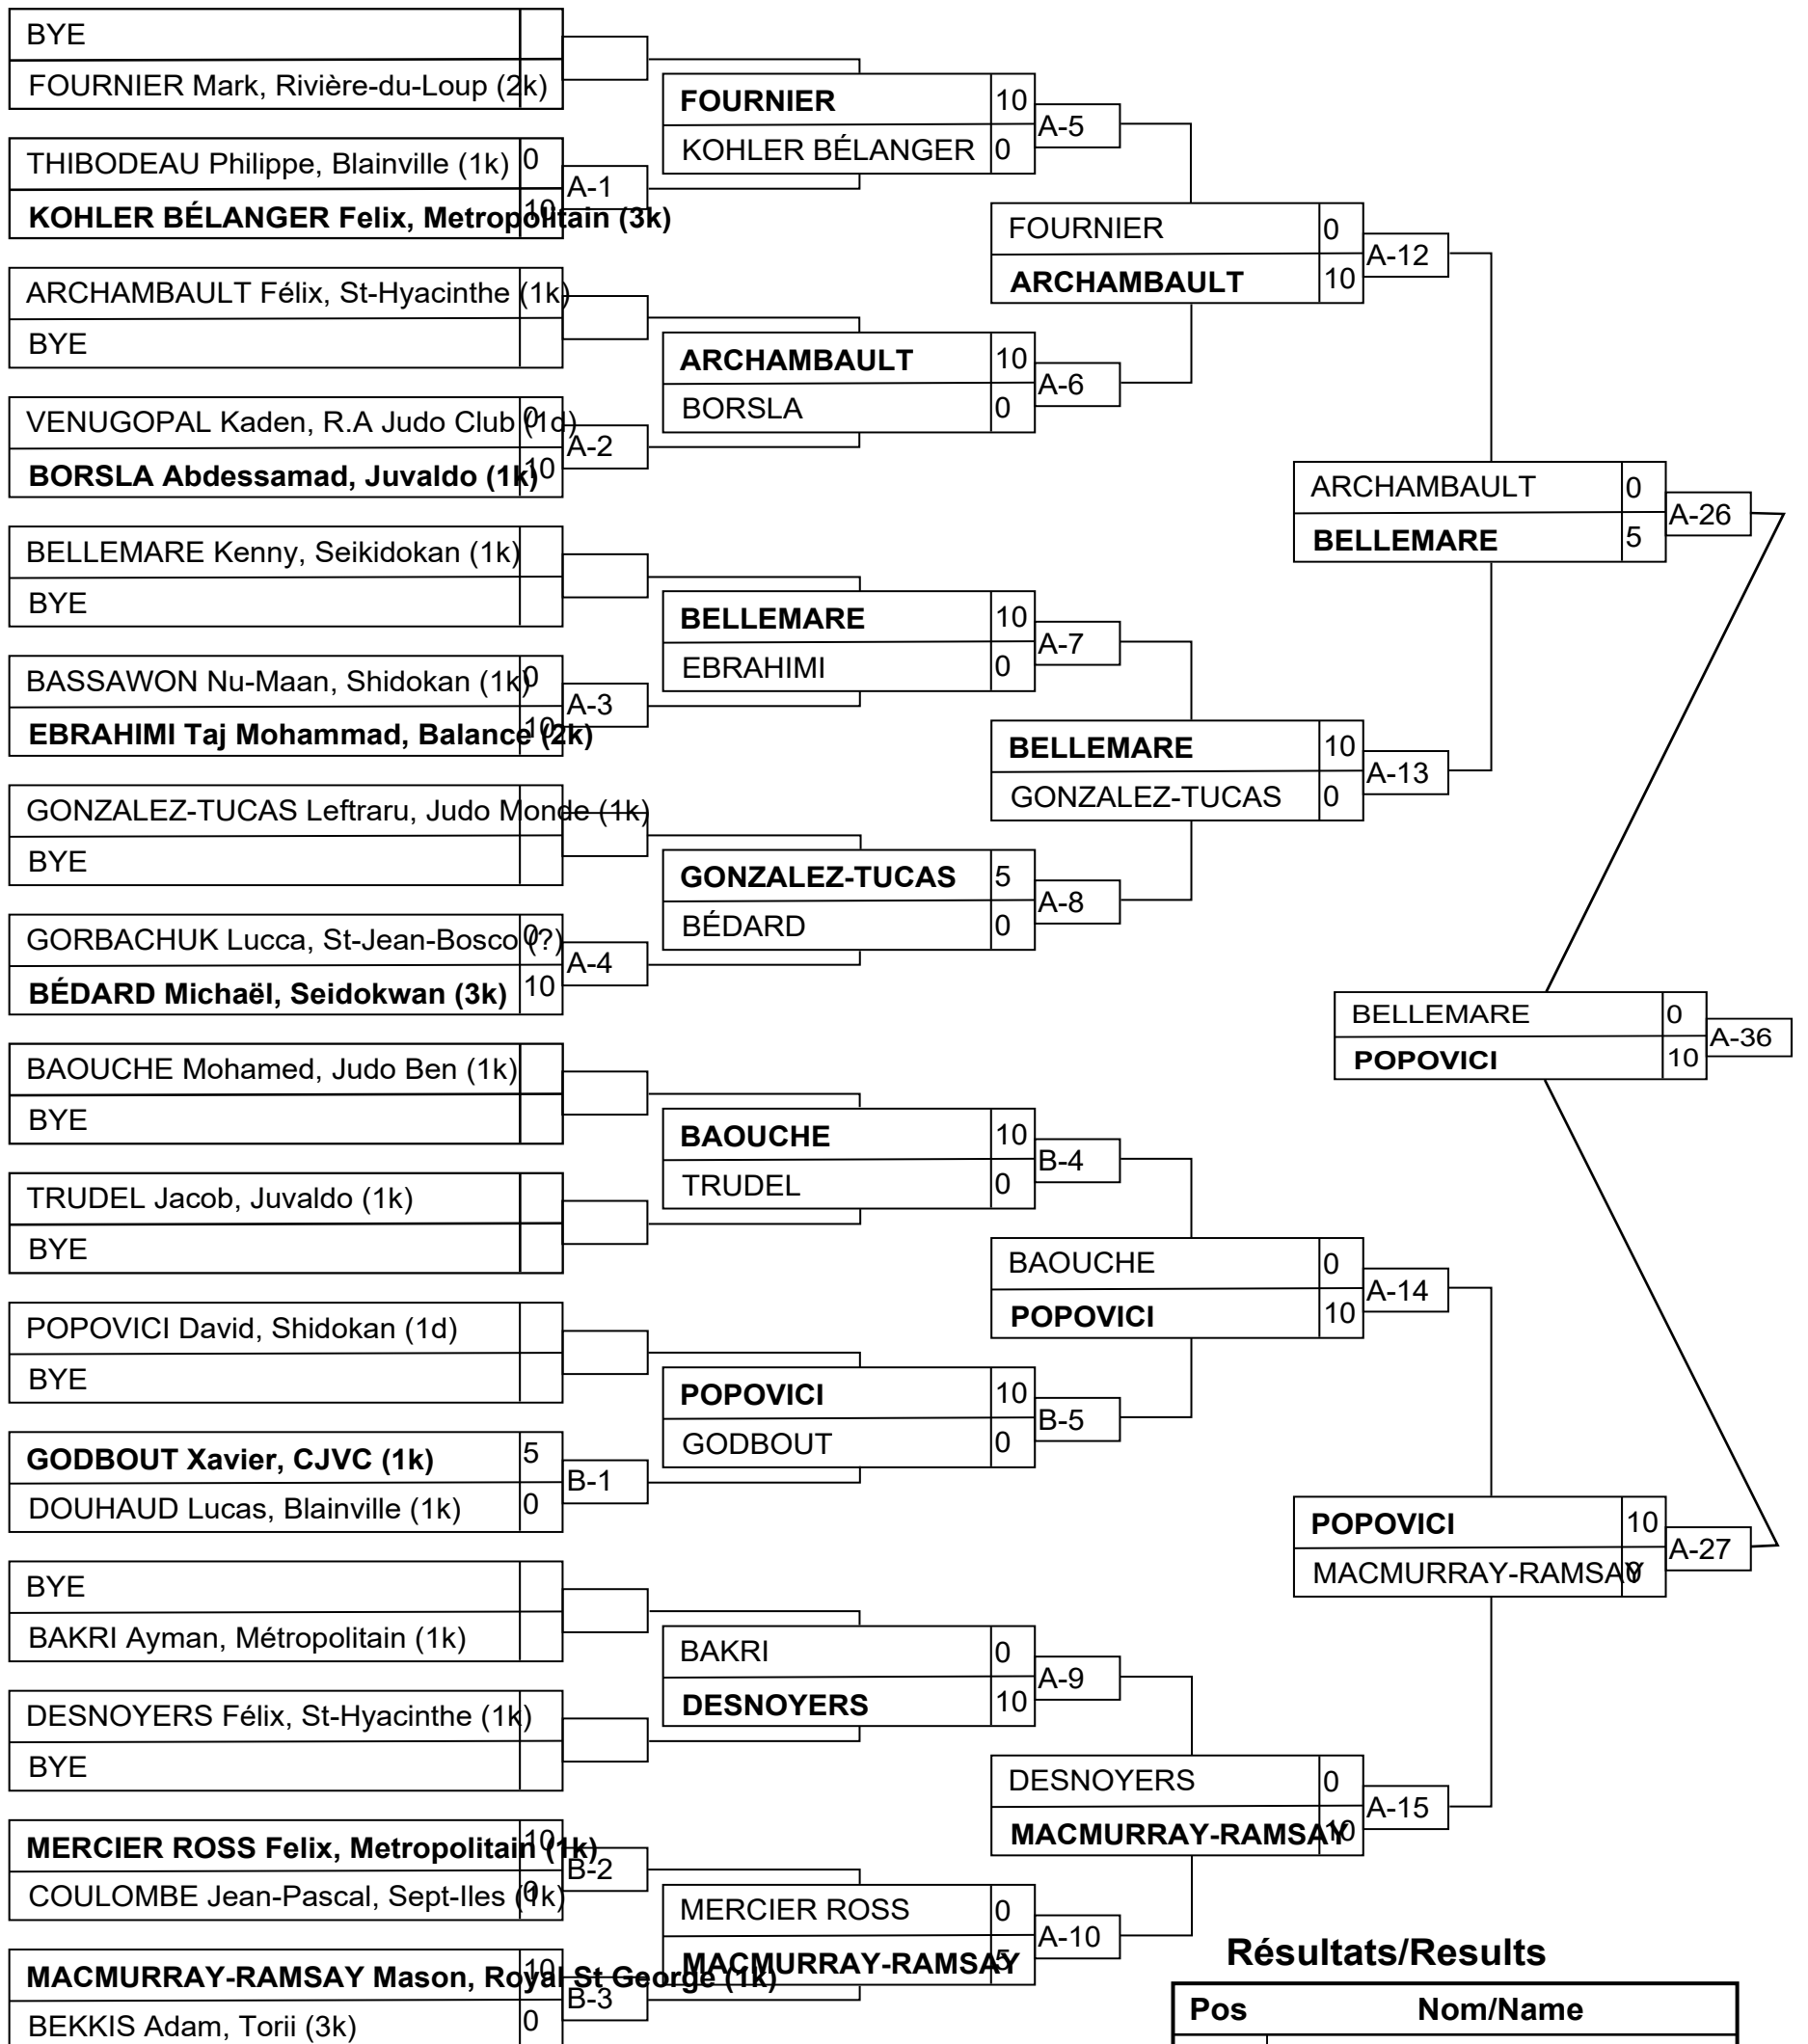 BYE
FOURNIER Mark, Rivière-du-Loup (2k)
THIBODEAU Philippe, Blainville (1k) 0
KOHLER BÉLANGER Felix, Metropolitain (3k) 10
A-1
ARCHAMBAULT Félix, St-Hyacinthe (1k)
BYE
VENUGOPAL Kaden, R.A Judo Club (1d) 0
BORSLA Abdessamad, Juvaldo (1k) 10
A-2
BELLEMARE Kenny, Seikidokan (1k)
BYE
BASSAWON Nu-Maan, Shidokan (1k) 0
EBRAHIMI Taj Mohammad, Balance (2k) 10
A-3
GONZALEZ-TUCAS Leftraru, Judo Monde (1k)
BYE
GORBACHUK Lucca, St-Jean-Bosco (?) 0
BÉDARD Michaël, Seidokwan (3k) 10
A-4
BAOUCHE Mohamed, Judo Ben (1k)
BYE
TRUDEL Jacob, Juvaldo (1k)
BYE
POPOVICI David, Shidokan (1d)
BYE
GODBOUT Xavier, CJVC (1k) 5
DOUHAUD Lucas, Blainville (1k) 0
B-1
BYE
BAKRI Ayman, Métropolitain (1k)
DESNOYERS Félix, St-Hyacinthe (1k)
BYE
MERCIER ROSS Felix, Metropolitain (1k) 10
COULOMBE Jean-Pascal, Sept-Iles (1k) 0
B-2
MACMURRAY-RAMSAY Mason, Royal St George (1k) 10
BEKKIS Adam, Torii (3k) 0
B-3
FOURNIER 10
KOHLER BÉLANGER 0
A-5
ARCHAMBAULT 10
BORSLA 0
A-6
BELLEMARE 10
EBRAHIMI 0
A-7
GONZALEZ-TUCAS 5
BÉDARD 0
A-8
BAOUCHE 10
TRUDEL 0
B-4
POPOVICI 10
GODBOUT 0
B-5
BAKRI 0
DESNOYERS 10
A-9
MERCIER ROSS 0
MACMURRAY-RAMSAY 5
A-10
FOURNIER 0
ARCHAMBAULT 10
A-12
BELLEMARE 10
GONZALEZ-TUCAS 0
A-13
BAOUCHE 0
POPOVICI 10
A-14
DESNOYERS 0
MACMURRAY-RAMSAY 10
A-15
ARCHAMBAULT 0
BELLEMARE 5
A-26
POPOVICI 10
MACMURRAY-RAMSAY 0
A-27
BELLEMARE 0
POPOVICI 10
A-36
Résultats/Results
Pos Nom/Name